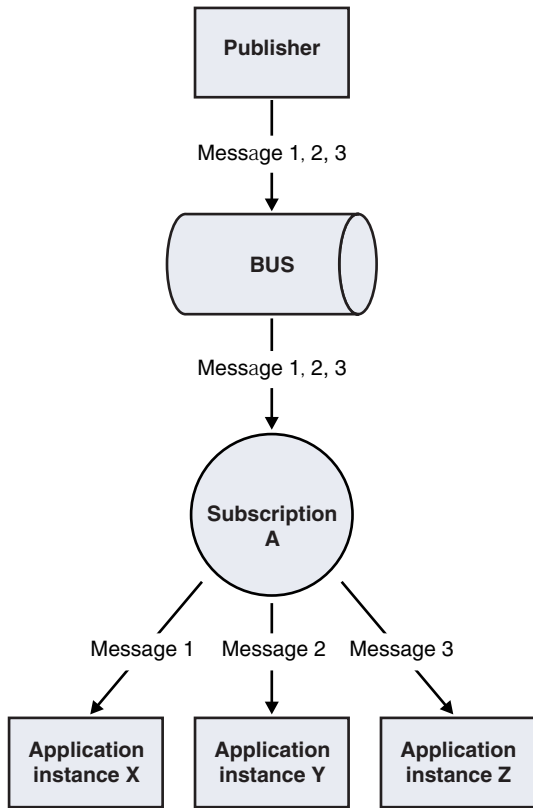 Publisher
Message 1, 2, 3
BUS
Message 1, 2, 3
Subscription
A
Message 1
Message 2
Message 3
Application
instance X
Application
instance Y
Application
instance Z